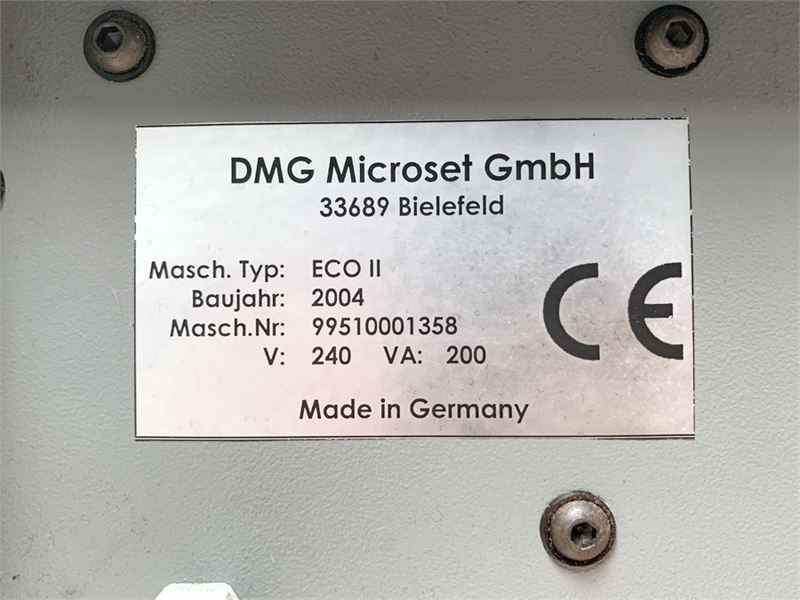 DMG Microset GmbH
33689 Bielefeld
Masch. Typ: ECO II
Baujahr: 2004
Masch.Nr: 99510001358
V: 240 VA: 200
CE
Made in Germany